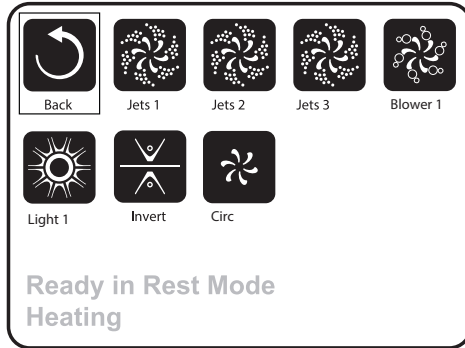 Back Jets 1 Jets 2 Jets 3 Blower 1
Light 1 Invert Circ
Ready in Rest Mode
Heating